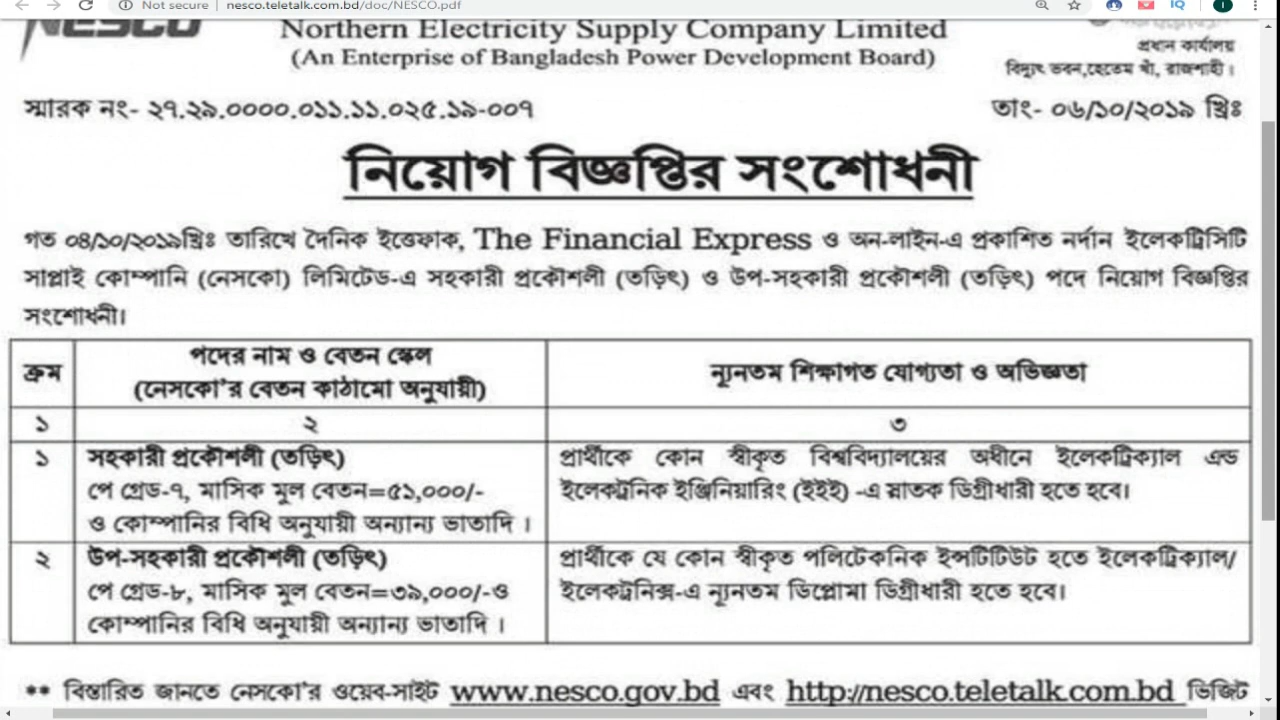 Not secure | nesco.teletalk.com.bd/doc/NESCO.pdf
NESCO
Northern Electricity Supply Company Limited
(An Enterprise of Bangladesh Power Development Board)
প্রধান কার্যালয়
বিদ্যুৎ ভবন,হেতেম খাঁ, রাজশাহী।
স্মারক নং- ২৭.২৯.০০০০.০১১.১১.০২৫.১৯-০০৭
তাং- ০৬/১০/২০১৯ খ্রিঃ
নিয়োগ বিজ্ঞপ্তির সংশোধনী
গত ০৪/১০/২০১৯খ্রিঃ তারিখে দৈনিক ইত্তেফাক, The Financial Express ও অন-লাইন-এ প্রকাশিত নর্দান ইলেকট্রিসিটি
সাপ্লাই কোম্পানি (নেসকো) লিমিটেড-এ সহকারী প্রকৌশলী (তড়িৎ) ও উপ-সহকারী প্রকৌশলী (তড়িৎ) পদে নিয়োগ বিজ্ঞপ্তির
সংশোধনী।
ক্রম
পদের নাম ও বেতন স্কেল
(নেসকো'র বেতন কাঠামো অনুযায়ী)
ন্যূনতম শিক্ষাগত যোগ্যতা ও অভিজ্ঞতা
১ ২ ৩
১
সহকারী প্রকৌশলী (তড়িৎ)
পে গ্রেড-৭, মাসিক মূল বেতন=৫১,০০০/-
ও কোম্পানির বিধি অনুযায়ী অন্যান্য ভাতাদি ।
প্রার্থীকে কোন স্বীকৃত বিশ্ববিদ্যালয়ের অধীনে ইলেকট্রিক্যাল এন্ড
ইলেকট্রনিক ইঞ্জিনিয়ারিং (ইইই) -এ স্নাতক ডিগ্রীধারী হতে হবে।
২
উপ-সহকারী প্রকৌশলী (তড়িৎ)
পে গ্রেড-৮, মাসিক মূল বেতন=৩৯,০০০/-ও
কোম্পানির বিধি অনুযায়ী অন্যান্য ভাতাদি ।
প্রার্থীকে যে কোন স্বীকৃত পলিটেকনিক ইন্সটিটিউট হতে ইলেকট্রিক্যাল/
ইলেকট্রনিক্স-এ ন্যূনতম ডিপ্লোমা ডিগ্রীধারী হতে হবে।
** বিস্তারিত জানতে নেসকো'র ওয়েব-সাইট www.nesco.gov.bd এবং http://nesco.teletalk.com.bd ভিজিট